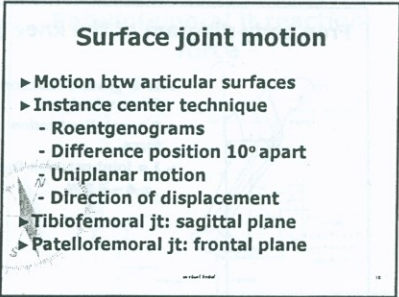 Surface joint motion
▶ Motion btw articular surfaces
▶ Instance center technique
- Roentgenograms
- Difference position 10° apart
- Uniplanar motion
- Direction of displacement
▶ Tibiofemoral jt: sagittal plane
▶ Patellofemoral jt: frontal plane